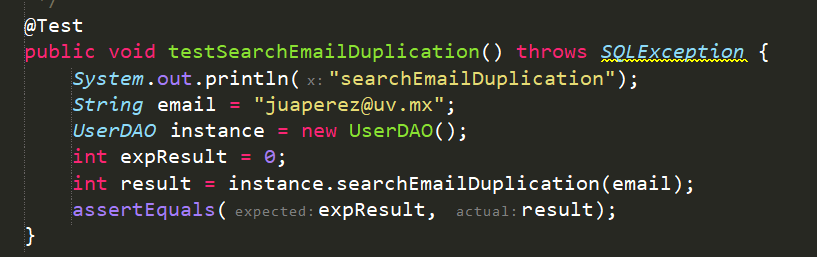 */
@Test
public void testSearchEmailDuplication() throws SQLException {
System.out.println( x: "searchEmailDuplication");
String email = "juaperez@uv.mx";
UserDAO instance = new UserDAO();
int expResult = 0;
int result = instance.searchEmailDuplication(email);
assertEquals( expected: expResult, actual: result);
}